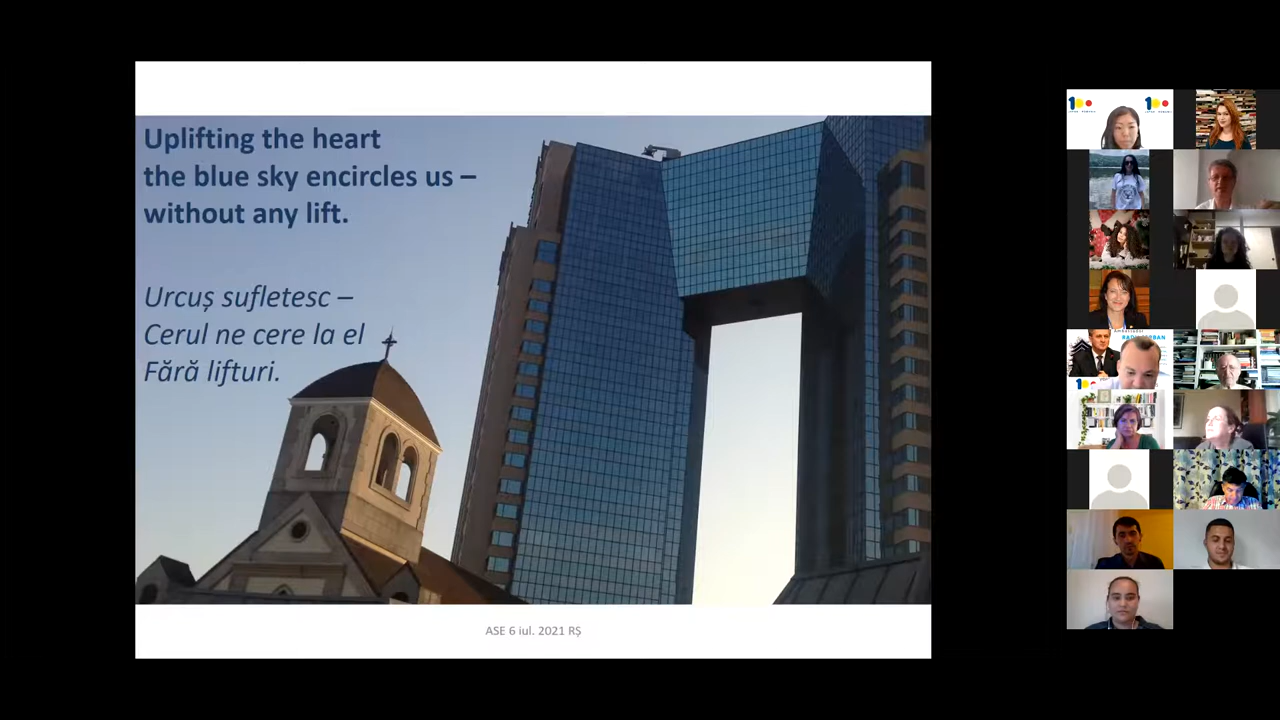 Uplifting the heart
the blue sky encircles us –
without any lift.
Urcuș sufletesc –
Cerul ne cere la el
Fără lifturi.
ASE 6 iul. 2021 RȘ